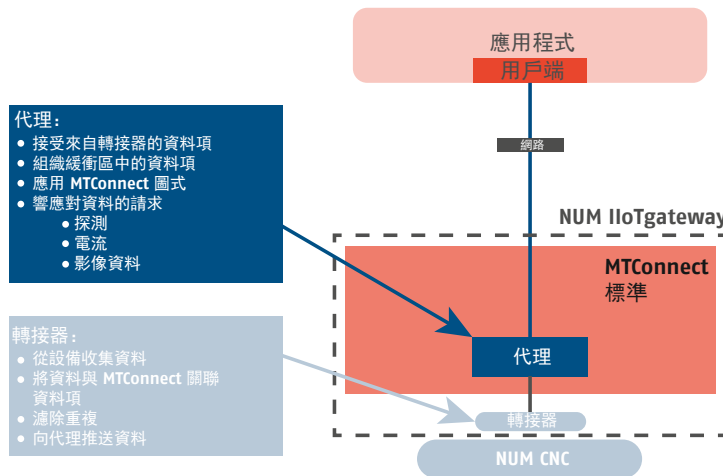 應用程式
用戶端
網路
代理：
• 接受來自轉接器的資料項
• 組織緩衝區中的資料項
• 應用 MTConnect 圖式
• 響應對資料的請求
• 探測
• 電流
• 影像資料
NUM IIoTgateway
MTConnect
標準
代理
轉接器：
• 從設備收集資料
• 將資料與 MTConnect 關聯
資料項
• 濾除重複
• 向代理推送資料
轉接器
NUM CNC